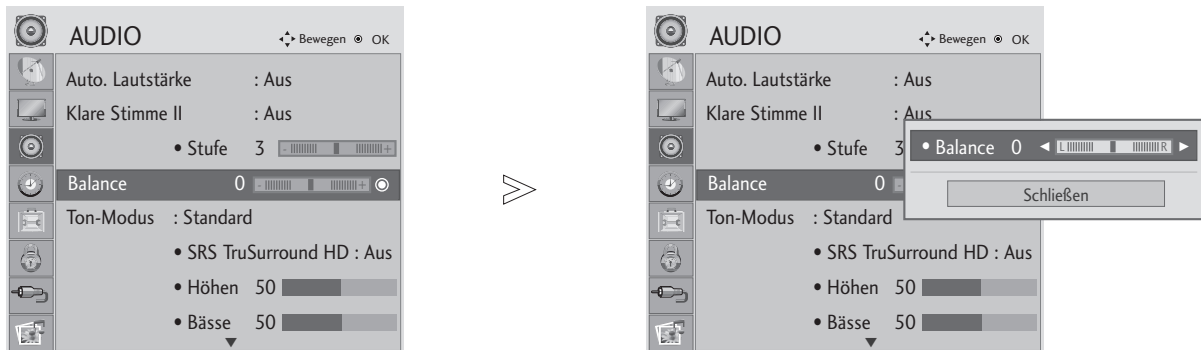 AUDIO Bewegen OK
Auto. Lautstärke : Aus
Klare Stimme II : Aus
• Stufe 3 - +
Balance 0 - +
Ton-Modus : Standard
• SRS TruSurround HD : Aus
• Höhen 50
• Bässe 50
AUDIO Bewegen OK
Auto. Lautstärke : Aus
Klare Stimme II : Aus
• Stufe 3
Balance 0 -
Ton-Modus : Standard
• SRS TruSurround HD : Aus
• Höhen 50
• Bässe 50
• Balance 0 L R
Schließen